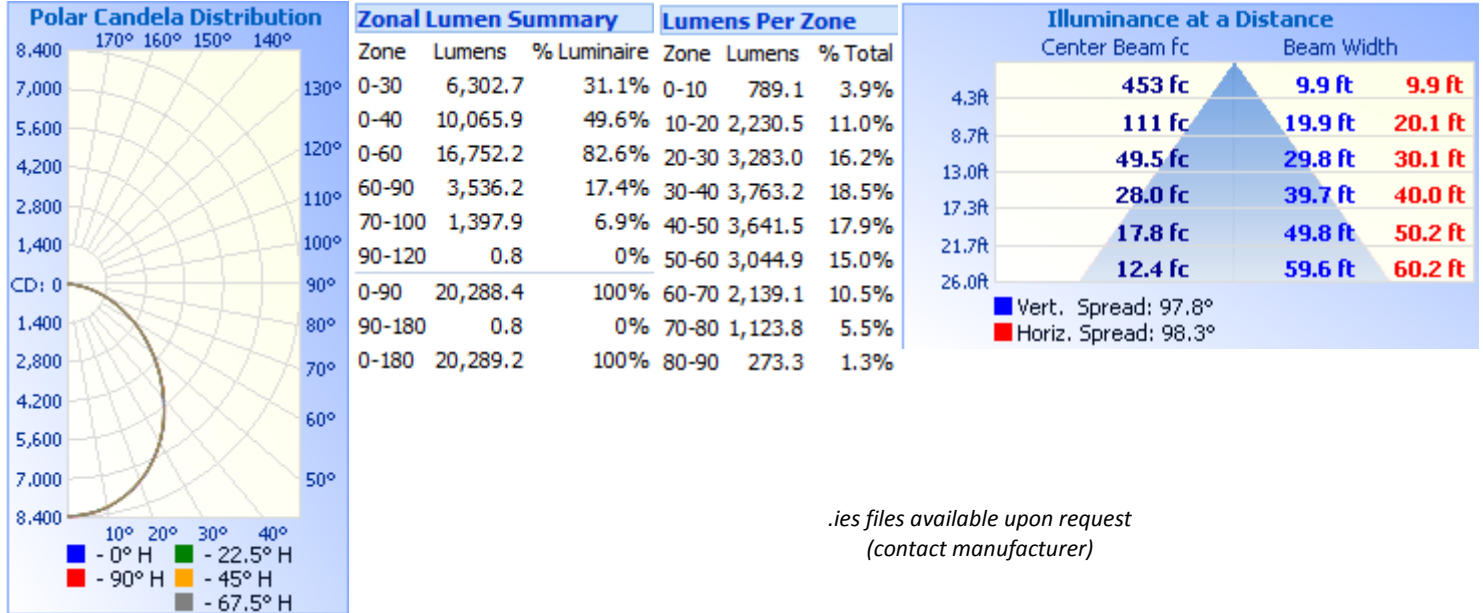 Polar Candela Distribution
170° 160° 150° 140°
8,400
7,000 130°
5,600
120°
4,200
110°
2,800
1,400 100°
CD: 0 90°
1,400 80°
2,800
70°
4,200
60°
5,600
7,000 50°
8,400
10° 20° 30° 40°
- 0° H - 22.5° H
- 90° H - 45° H
- 67.5° H
Zonal Lumen Summary
Zone Lumens % Luminaire
0-30 6,302.7 31.1%
0-40 10,065.9 49.6%
0-60 16,752.2 82.6%
60-90 3,536.2 17.4%
70-100 1,397.9 6.9%
90-120 0.8 0%
0-90 20,288.4 100%
90-180 0.8 0%
0-180 20,289.2 100%
Lumens Per Zone
Zone Lumens % Total
0-10 789.1 3.9%
10-20 2,230.5 11.0%
20-30 3,283.0 16.2%
30-40 3,763.2 18.5%
40-50 3,641.5 17.9%
50-60 3,044.9 15.0%
60-70 2,139.1 10.5%
70-80 1,123.8 5.5%
80-90 273.3 1.3%
Illuminance at a Distance
Center Beam fc Beam Width
4.3ft 453 fc 9.9 ft 9.9 ft
8.7ft 111 fc 19.9 ft 20.1 ft
13.0ft 49.5 fc 29.8 ft 30.1 ft
17.3ft 28.0 fc 39.7 ft 40.0 ft
21.7ft 17.8 fc 49.8 ft 50.2 ft
26.0ft 12.4 fc 59.6 ft 60.2 ft
Vert. Spread: 97.8°
Horiz. Spread: 98.3°
.ies files available upon request
(contact manufacturer)